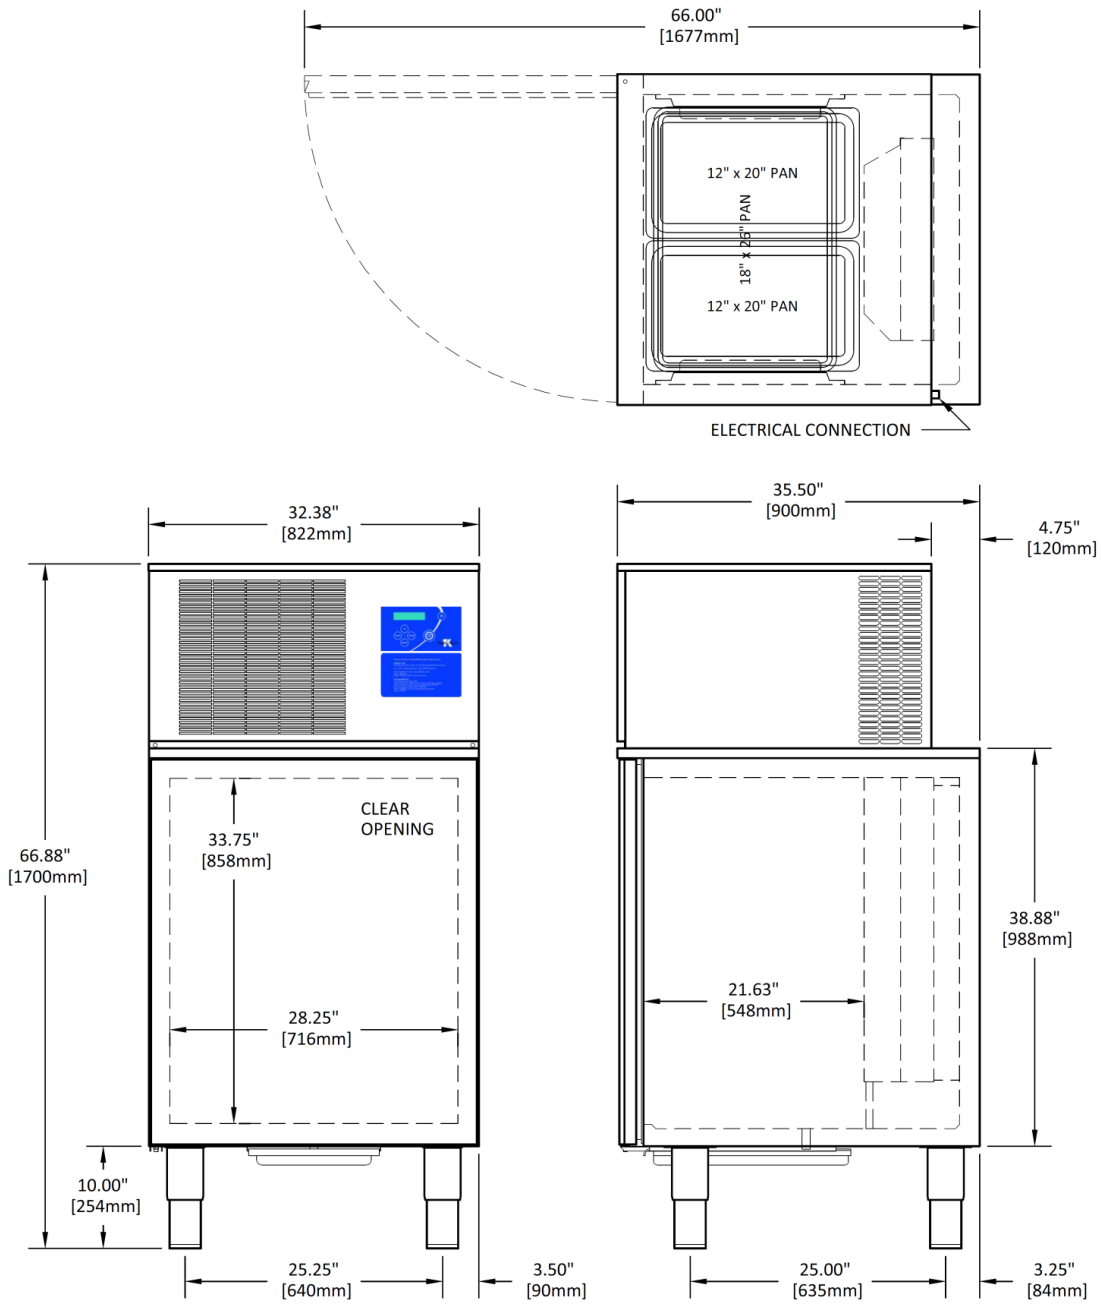 66.00"
[1677mm]
12" x 20" PAN
18" x 26" PAN
12" x 20" PAN
ELECTRICAL CONNECTION
32.38"
[822mm]
35.50"
[900mm]
4.75"
[120mm]
CLEAR
OPENING
33.75"
[858mm]
66.88"
[1700mm]
38.88"
[988mm]
21.63"
[548mm]
28.25"
[716mm]
10.00"
[254mm]
25.25"
[640mm]
3.50"
[90mm]
25.00"
[635mm]
3.25"
[84mm]